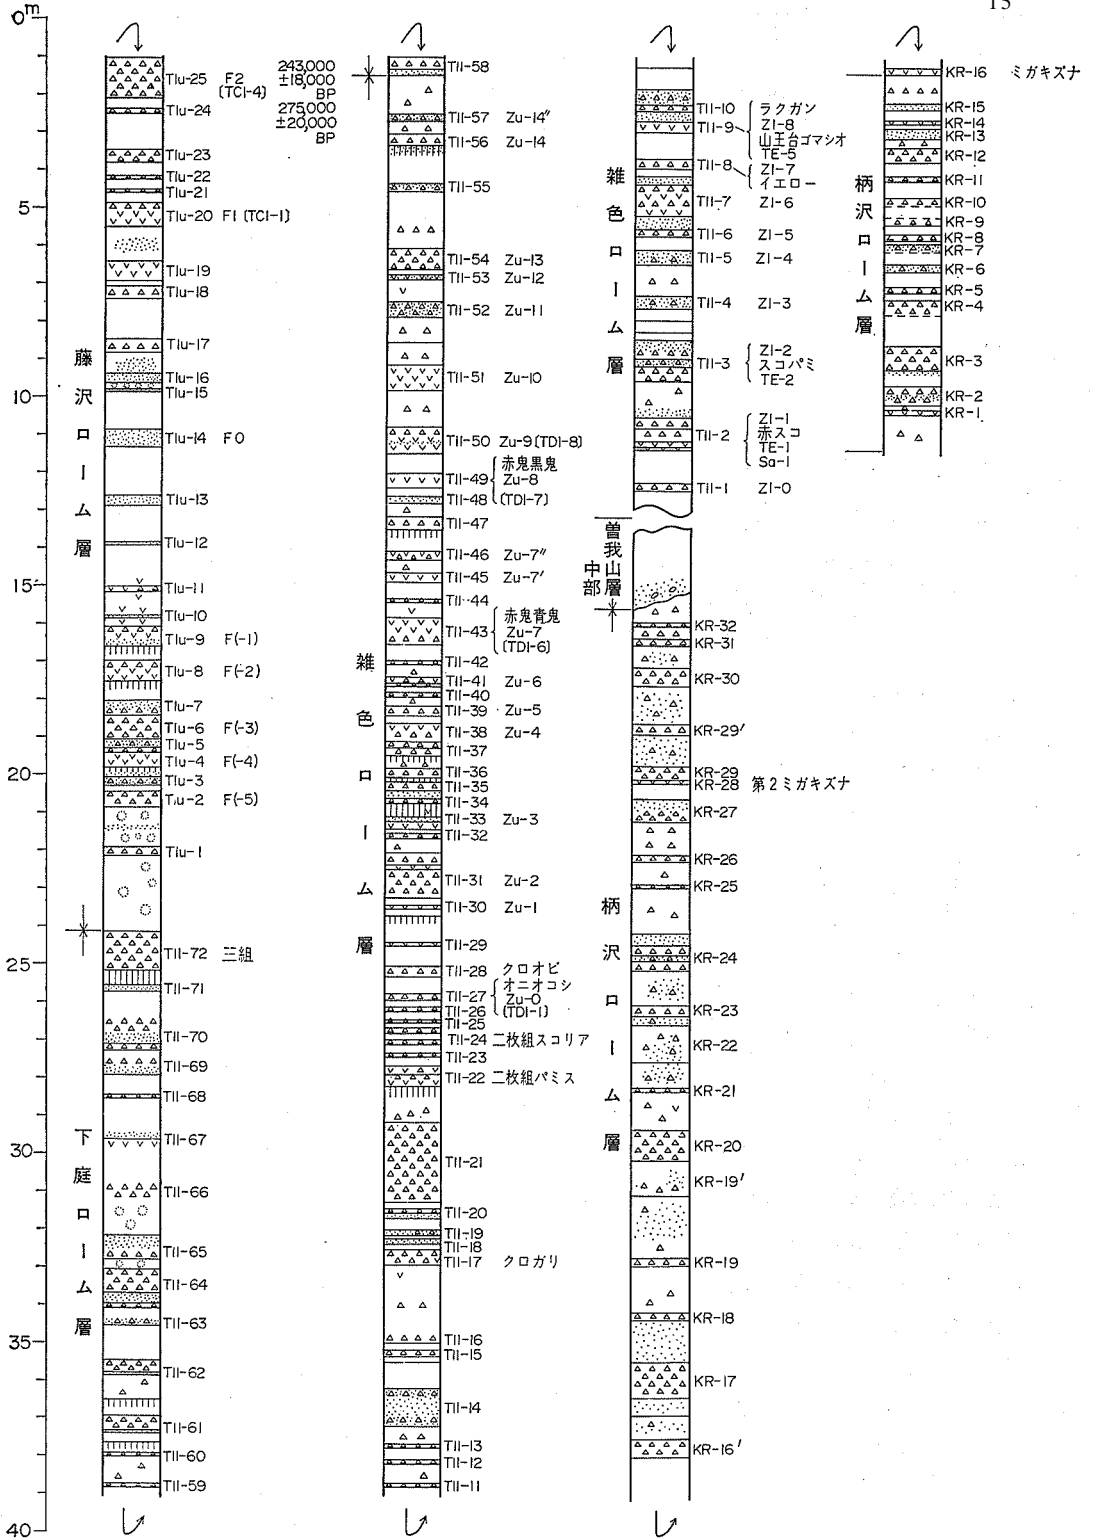 15
0m
5
10
15
20
25
30
35
40
藤沢ローム層
下庭ローム層
Tlu-25 F2
(TCl-4)
Tlu-24
Tlu-23
Tlu-22
Tlu-21
Tlu-20 F1 (TCl-1)
Tlu-19
Tlu-18
Tlu-17
Tlu-16
Tlu-15
Tlu-14 F0
Tlu-13
Tlu-12
Tlu-11
Tlu-10
Tlu-9 F(-1)
Tlu-8 F(-2)
Tlu-7
Tlu-6 F(-3)
Tlu-5
Tlu-4 F(-4)
Tlu-3
Tlu-2 F(-5)
Tlu-1
Tll-72 三組
Tll-71
Tll-70
Tll-69
Tll-68
Tll-67
Tll-66
Tll-65
Tll-64
Tll-63
Tll-62
Tll-61
Tll-60
Tll-59
243,000
±18,000
BP
275,000
±20,000
BP
雑色ローム層
Tll-58
Tll-57 Zu-14″
Tll-56 Zu-14
Tll-55
Tll-54 Zu-13
Tll-53 Zu-12
Tll-52 Zu-11
Tll-51 Zu-10
Tll-50 Zu-9 (TDl-8)
赤鬼黒鬼
Tll-49 Zu-8
Tll-48 (TDl-7)
Tll-47
Tll-46 Zu-7″
Tll-45 Zu-7′
Tll-44
赤鬼青鬼
Tll-43 Zu-7
(TDl-6)
Tll-42
Tll-41 Zu-6
Tll-40
Tll-39 Zu-5
Tll-38 Zu-4
Tll-37
Tll-36
Tll-35
Tll-34
Tll-33 Zu-3
Tll-32
Tll-31 Zu-2
Tll-30 Zu-1
Tll-29
Tll-28 クロオビ
オニオコシ
Tll-27 Zu-0
Tll-26 (TDl-1)
Tll-25
Tll-24 二枚組スコリア
Tll-23
Tll-22 二枚組パミス
Tll-21
Tll-20
Tll-19
Tll-18
Tll-17 クロガリ
Tll-16
Tll-15
Tll-14
Tll-13
Tll-12
Tll-11
雑色ローム層
Tll-10 ラクガン
Tll-9 Zl-8
山王台ゴマシオ
TE-5
Tll-8 Zl-7
イエロー
Tll-7 Zl-6
Tll-6 Zl-5
Tll-5 Zl-4
Tll-4 Zl-3
Zl-2
Tll-3 スコパミ
TE-2
Zl-1
Tll-2 赤スコ
TE-1
Sa-1
Tll-1 Zl-0
曽我山層
中部
柄沢ローム層
KR-32
KR-31
KR-30
KR-29′
KR-29
KR-28 第2ミガキズナ
KR-27
KR-26
KR-25
KR-24
KR-23
KR-22
KR-21
KR-20
KR-19′
KR-19
KR-18
KR-17
KR-16′
柄沢ローム層
KR-16 ミガキズナ
KR-15
KR-14
KR-13
KR-12
KR-11
KR-10
KR-9
KR-8
KR-7
KR-6
KR-5
KR-4
KR-3
KR-2
KR-1